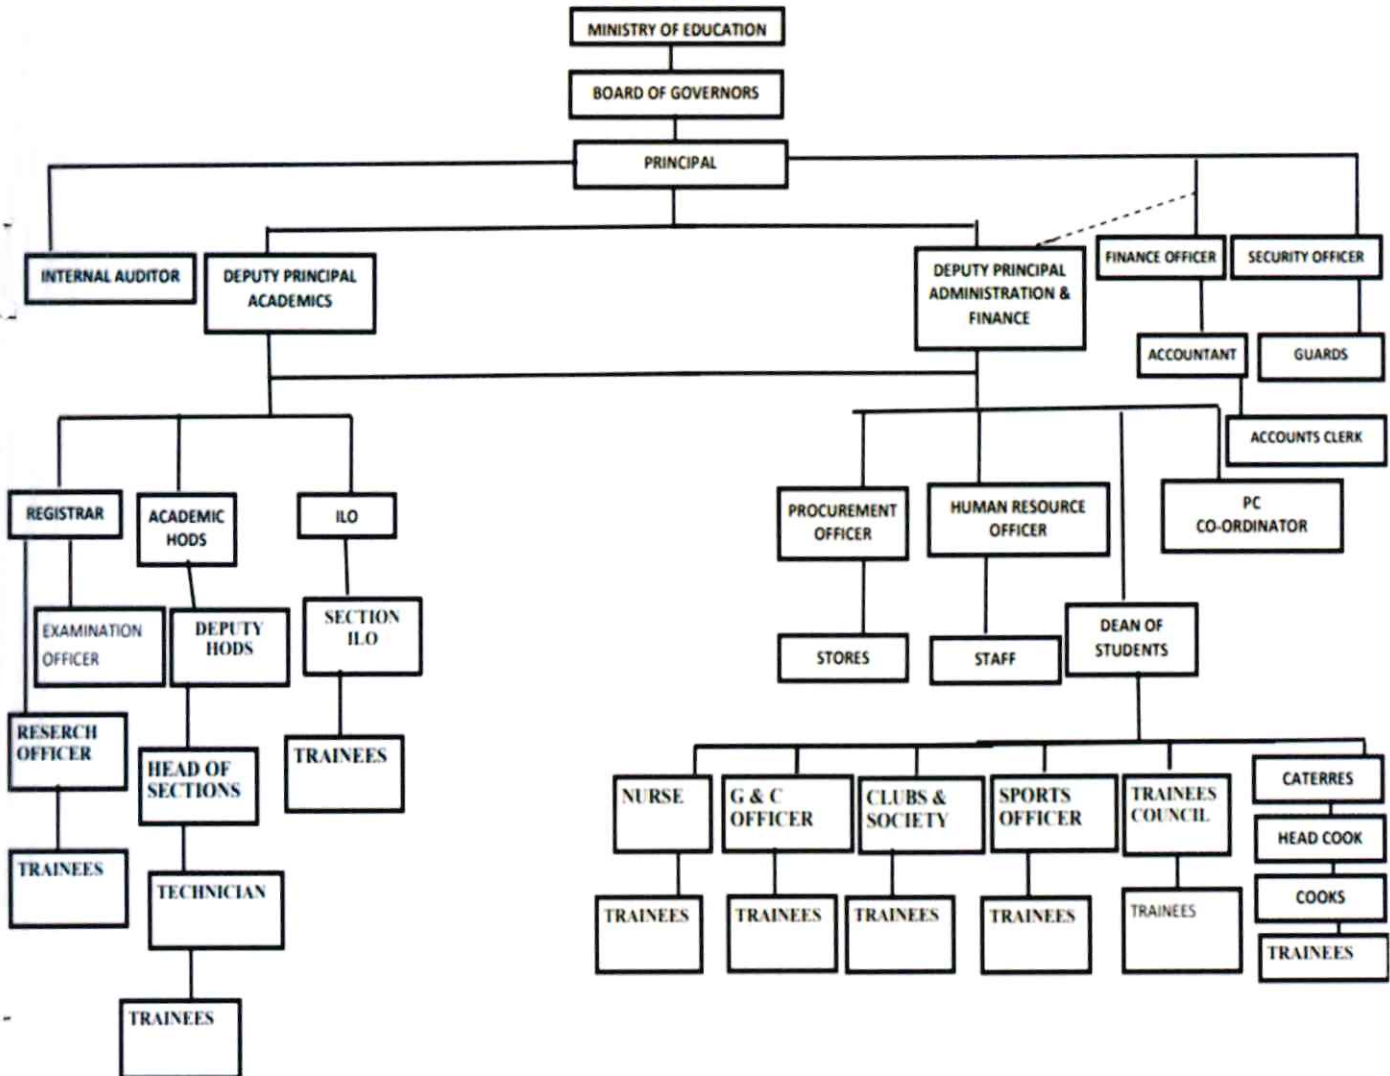 MINISTRY OF EDUCATION
BOARD OF GOVERNORS
PRINCIPAL
INTERNAL AUDITOR
DEPUTY PRINCIPAL
ACADEMICS
DEPUTY PRINCIPAL
ADMINISTRATION &
FINANCE
FINANCE OFFICER
SECURITY OFFICER
ACCOUNTANT
GUARDS
ACCOUNTS CLERK
REGISTRAR
ACADEMIC
HODS
ILO
PROCUREMENT
OFFICER
HUMAN RESOURCE
OFFICER
PC
CO-ORDINATOR
EXAMINATION
OFFICER
DEPUTY
HODS
SECTION
ILO
STORES
STAFF
DEAN OF
STUDENTS
RESERCH
OFFICER
HEAD OF
SECTIONS
TRAINEES
NURSE
G & C
OFFICER
CLUBS &
SOCIETY
SPORTS
OFFICER
TRAINEES
COUNCIL
CATERRES
HEAD COOK
COOKS
TRAINEES
TRAINEES
TECHNICIAN
TRAINEES
TRAINEES
TRAINEES
TRAINEES
TRAINEES
TRAINEES